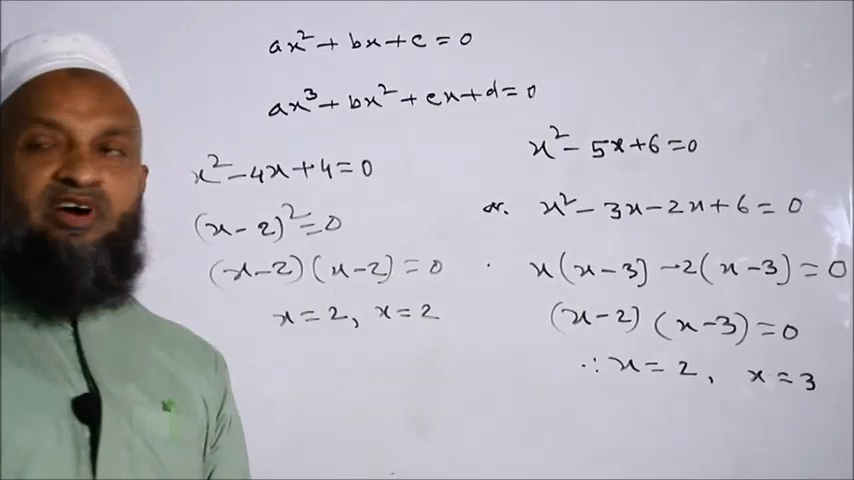 ax² + bx + c = 0
ax³ + bx² + cx + d = 0
x² - 4x + 4 = 0
(x - 2)² = 0
(x - 2) (x - 2) = 0
x = 2, x = 2
x² - 5x + 6 = 0
or. x² - 3x - 2x + 6 = 0
x(x - 3) - 2(x - 3) = 0
(x - 2) (x - 3) = 0
∴ x = 2, x = 3